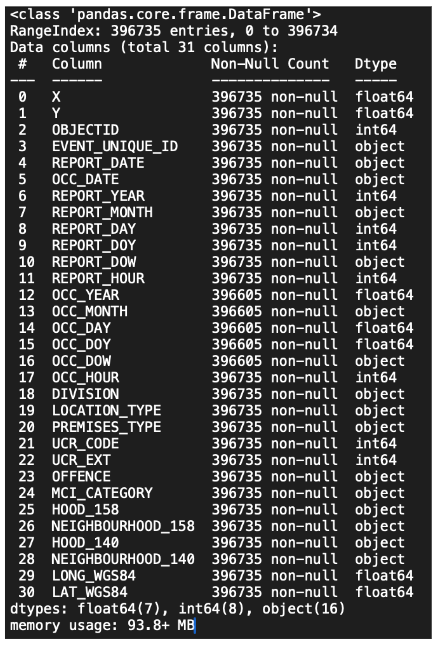 <class 'pandas.core.frame.DataFrame'>
RangeIndex: 396735 entries, 0 to 396734
Data columns (total 31 columns):
 #   Column             Non-Null Count   Dtype
---  ------             --------------   -----
 0   X                  396735 non-null  float64
 1   Y                  396735 non-null  float64
 2   OBJECTID           396735 non-null  int64
 3   EVENT_UNIQUE_ID    396735 non-null  object
 4   REPORT_DATE        396735 non-null  object
 5   OCC_DATE           396735 non-null  object
 6   REPORT_YEAR        396735 non-null  int64
 7   REPORT_MONTH       396735 non-null  object
 8   REPORT_DAY         396735 non-null  int64
 9   REPORT_DOY         396735 non-null  int64
 10  REPORT_DOW         396735 non-null  object
 11  REPORT_HOUR        396735 non-null  int64
 12  OCC_YEAR           396605 non-null  float64
 13  OCC_MONTH          396605 non-null  object
 14  OCC_DAY            396605 non-null  float64
 15  OCC_DOY            396605 non-null  float64
 16  OCC_DOW            396605 non-null  object
 17  OCC_HOUR           396735 non-null  int64
 18  DIVISION           396735 non-null  object
 19  LOCATION_TYPE      396735 non-null  object
 20  PREMISES_TYPE      396735 non-null  object
 21  UCR_CODE           396735 non-null  int64
 22  UCR_EXT            396735 non-null  int64
 23  OFFENCE            396735 non-null  object
 24  MCI_CATEGORY       396735 non-null  object
 25  HOOD_158           396735 non-null  object
 26  NEIGHBOURHOOD_158  396735 non-null  object
 27  HOOD_140           396735 non-null  object
 28  NEIGHBOURHOOD_140  396735 non-null  object
 29  LONG_WGS84         396735 non-null  float64
 30  LAT_WGS84          396735 non-null  float64
dtypes: float64(7), int64(8), object(16)
memory usage: 93.8+ MB